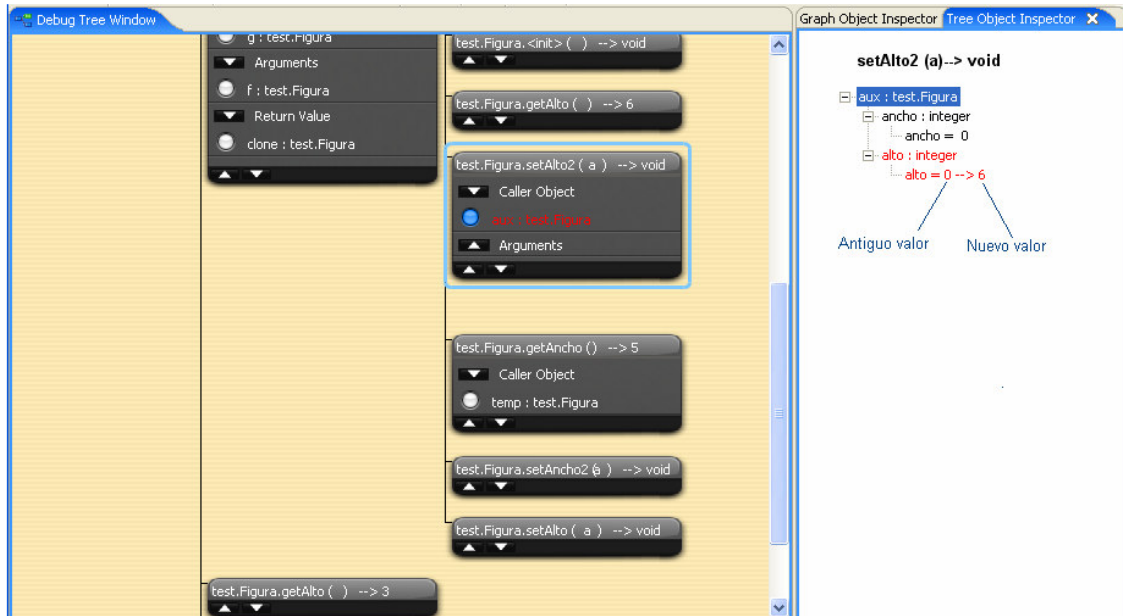 Debug Tree Window
g : test.Figura
Arguments
f : test.Figura
Return Value
clone : test.Figura
test.Figura.<init> ( ) --> void
test.Figura.getAlto ( ) --> 6
test.Figura.setAlto2 ( a ) --> void
Caller Object
aux : test.Figura
Arguments
test.Figura.getAncho () --> 5
Caller Object
temp : test.Figura
test.Figura.setAncho2 (a ) --> void
test.Figura.setAlto ( a ) --> void
test.Figura.getAlto ( ) --> 3
Graph Object Inspector
Tree Object Inspector
setAlto2 (a)--> void
aux : test.Figura
ancho : integer
ancho = 0
alto : integer
alto = 0 --> 6
Antiguo valor
Nuevo valor